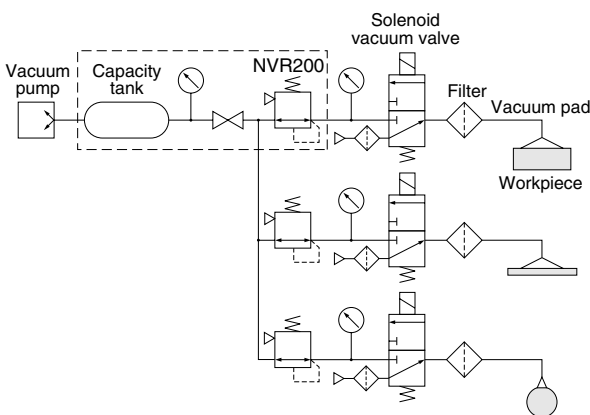 Solenoid
vacuum valve
Vacuum
pump
Capacity
tank
NVR200
Filter
Vacuum pad
Workpiece